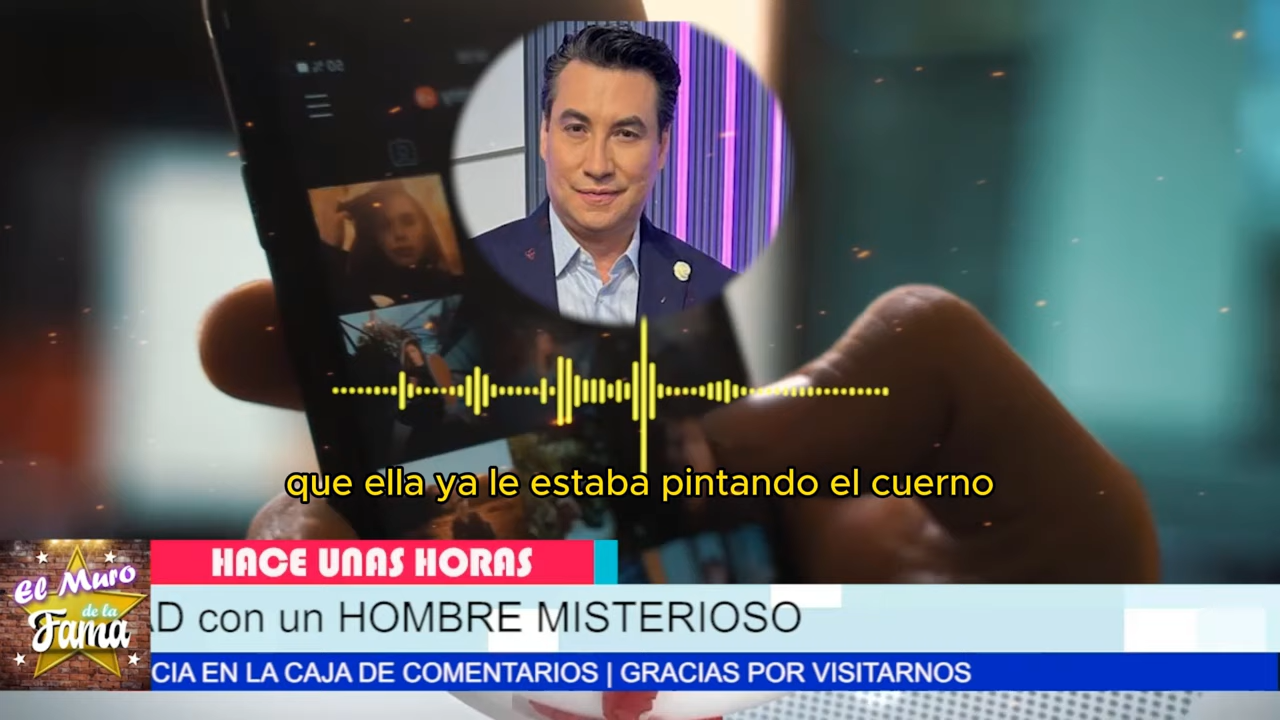 que ella ya le estaba pintando el cuerno
HACE UNAS HORAS
AD con un HOMBRE MISTERIOSO
CIA EN LA CAJA DE COMENTARIOS | GRACIAS POR VISITARNOS
El Muro
de la
Fama